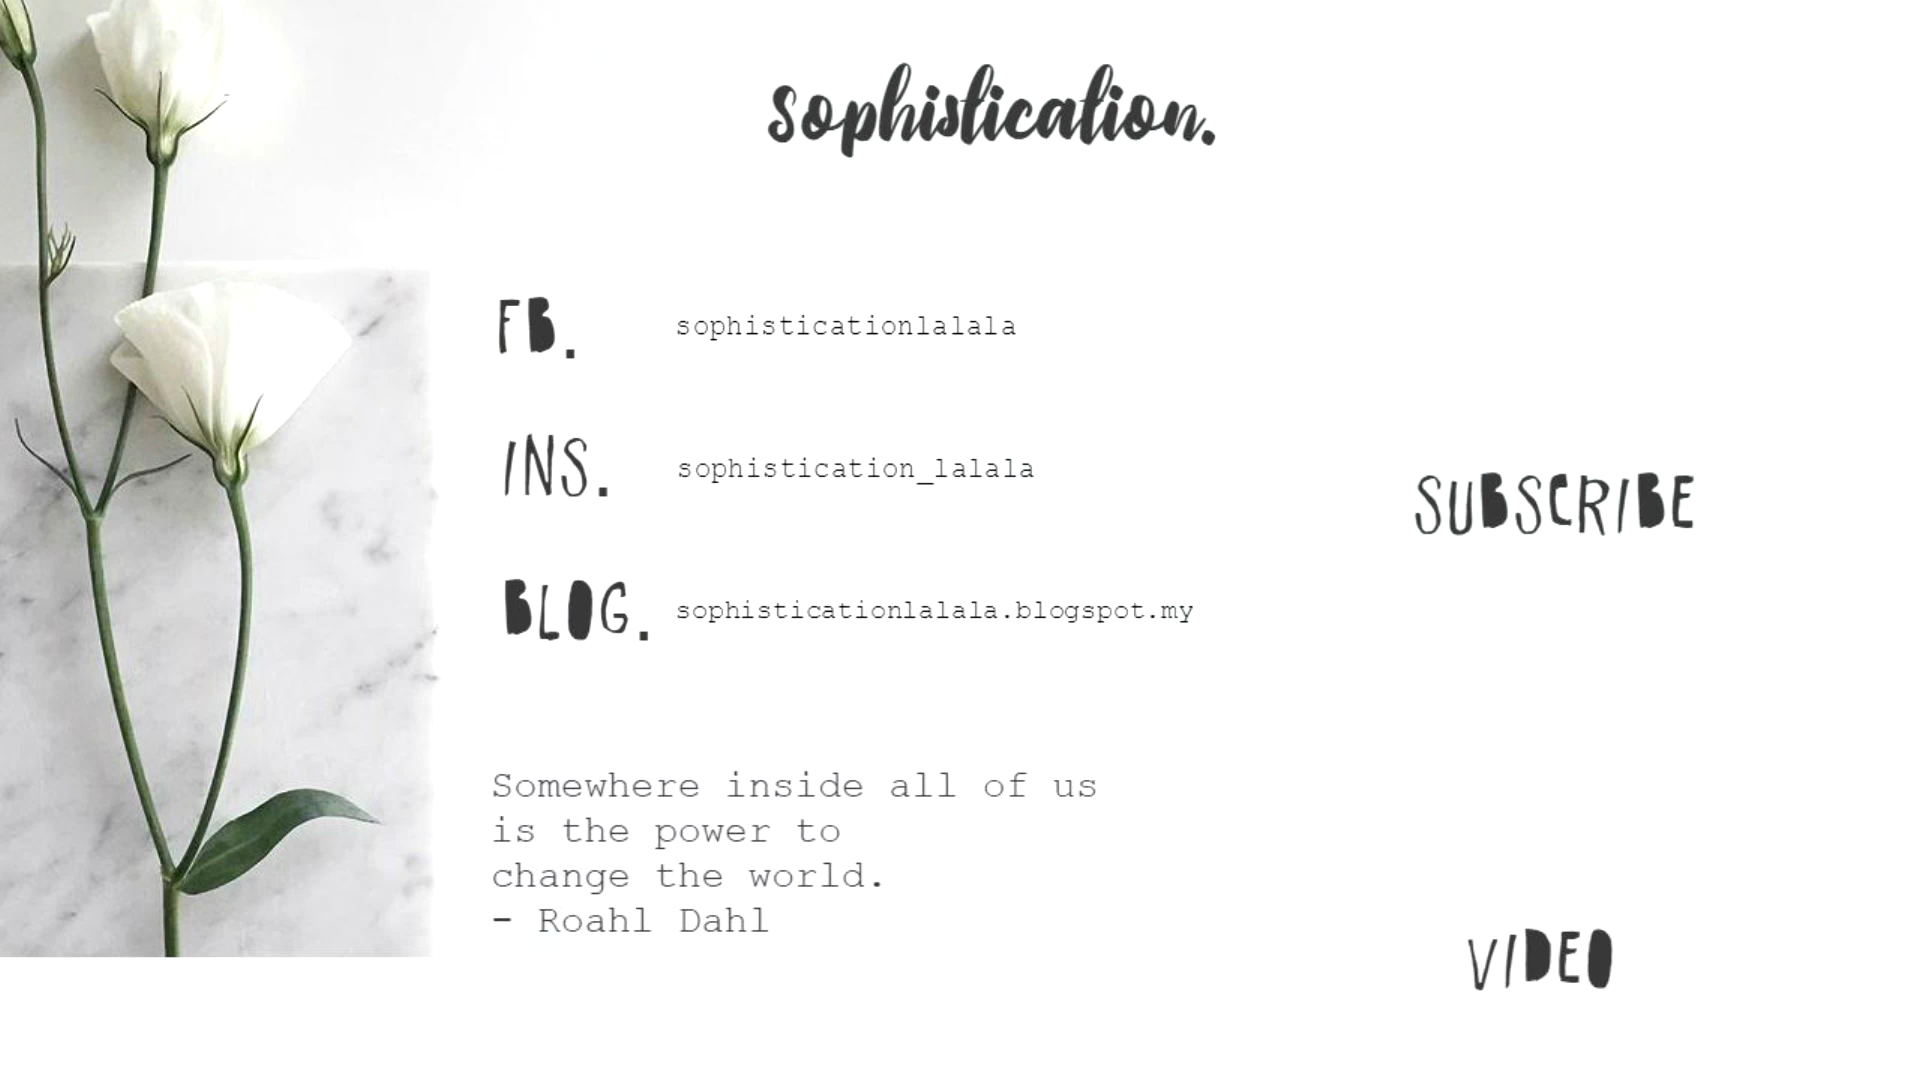 sophistication.
FB. sophisticationlalala
INS. sophistication_lalala
BLOG. sophisticationlalala.blogspot.my
SUBSCRIBE
Somewhere inside all of us
is the power to
change the world.
- Roahl Dahl
VIDEO